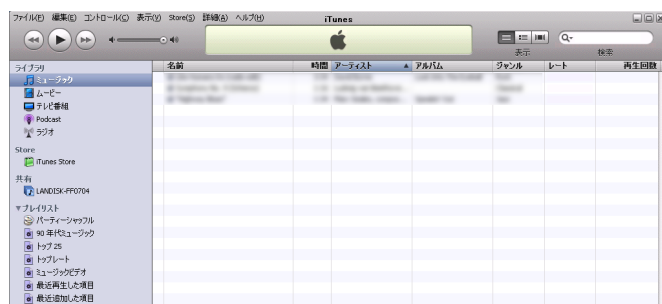 ファイル(F) 編集(E) コントロール(C) 表示(V) Store(S) 詳細(A) ヘルプ(H)
iTunes
表示
検索
ライブラリ
ミュージック
ムービー
テレビ番組
Podcast
ラジオ
Store
iTunes Store
共有
LANDISK-FF0704
プレイリスト
パーティーシャッフル
90 年代ミュージック
トップ 25
トップレート
ミュージックビデオ
最近再生した項目
最近追加した項目
名前 時間 アーティスト アルバム ジャンル レート 再生回数